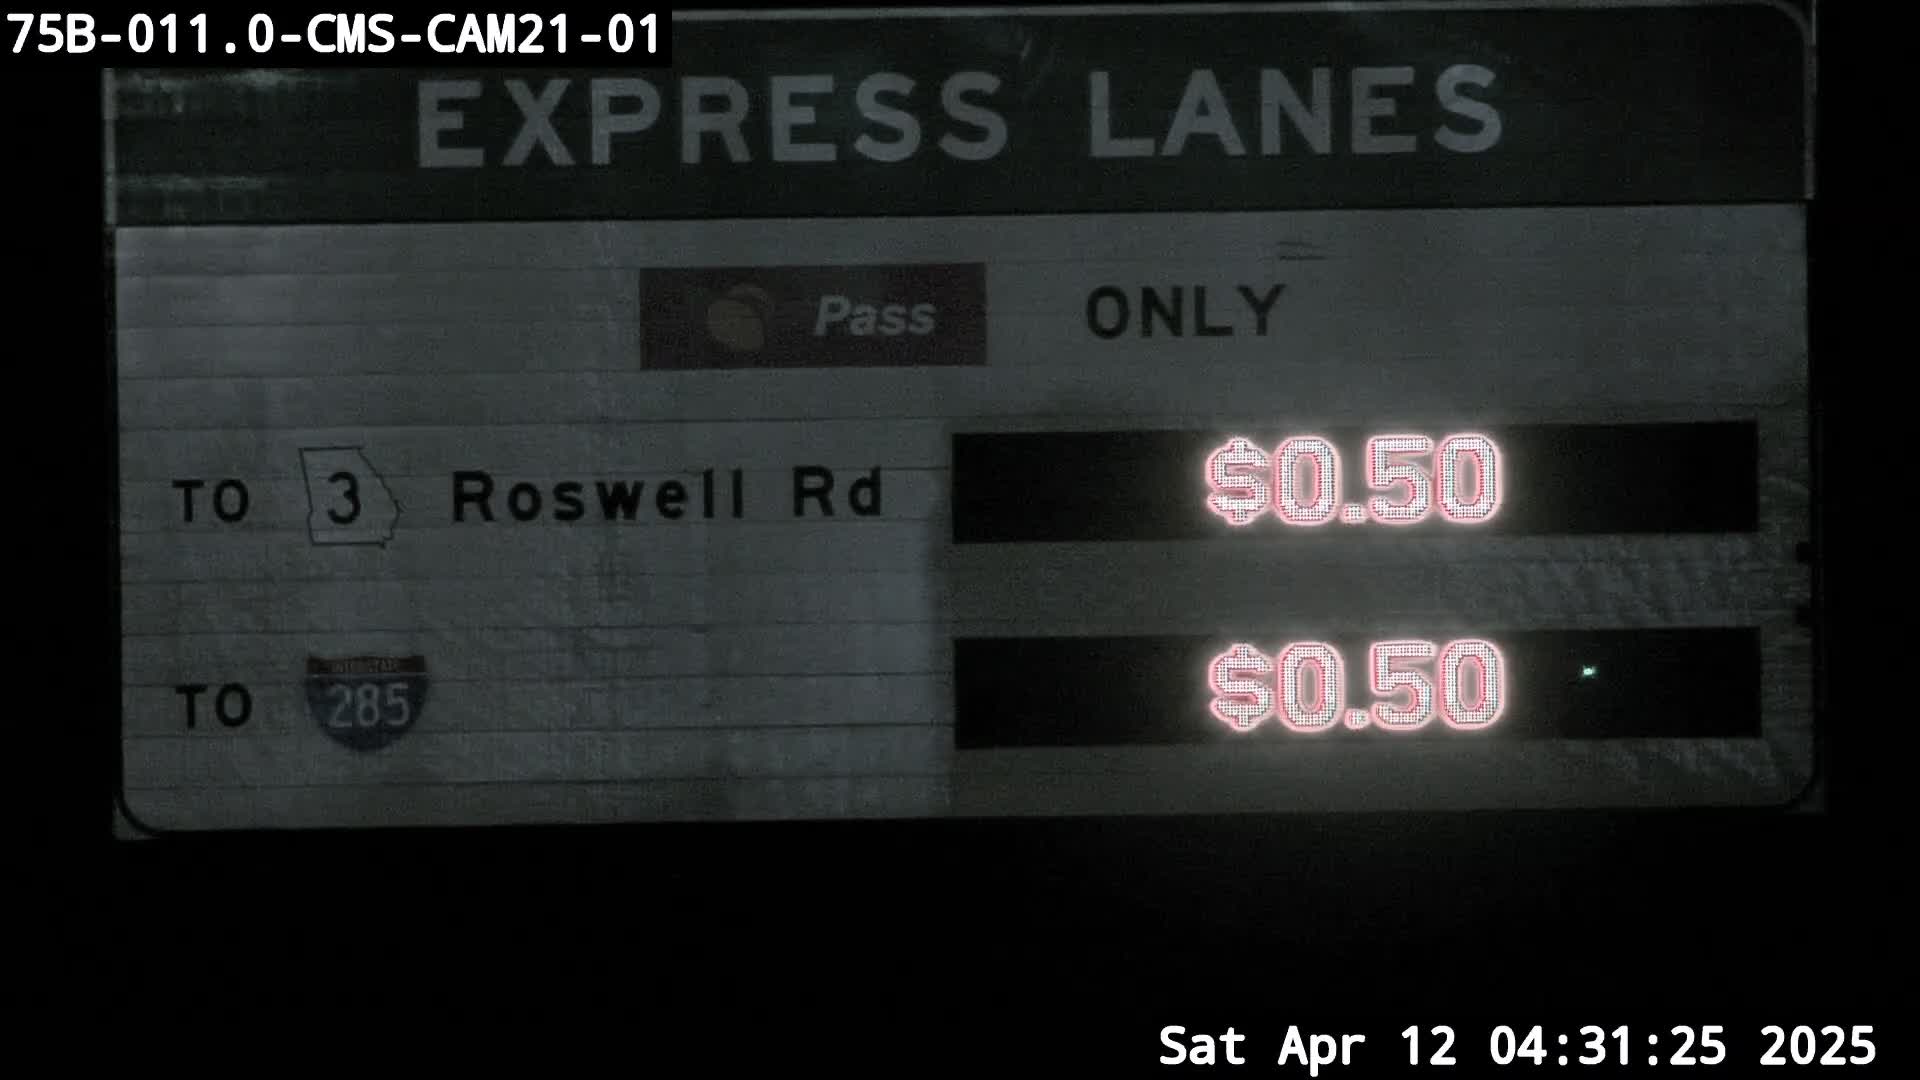 75B-011.0-CMS-CAM21-01
EXPRESS LANES
Pass ONLY
TO 3 Roswell Rd $0.50
TO INTERSTATE 285 $0.50
Sat Apr 12 04:31:25 2025